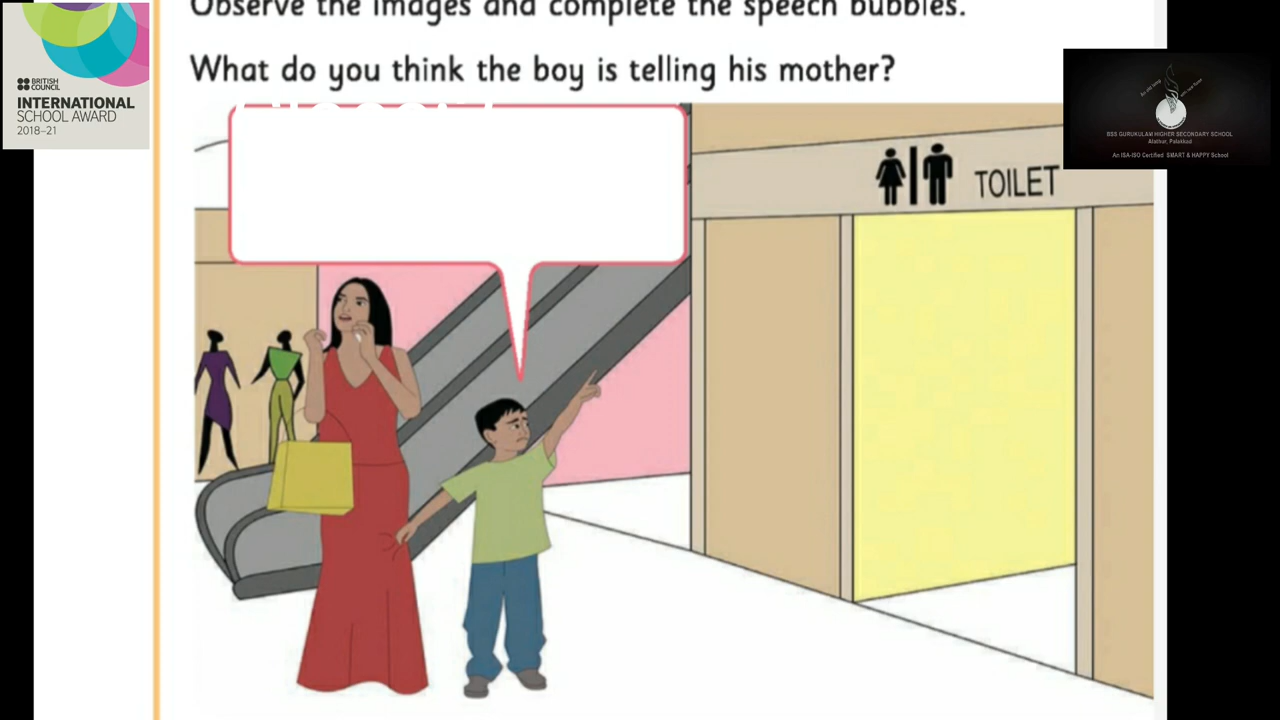 Observe the images and complete the speech bubbles.
What do you think the boy is telling his mother?
BRITISH
COUNCIL
INTERNATIONAL
SCHOOL AWARD
2018–21
BSS GURUKULAM HIGHER SECONDARY SCHOOL
Alathur, Palakkad
An ISA-ISO Certified SMART & HAPPY School
TOILET